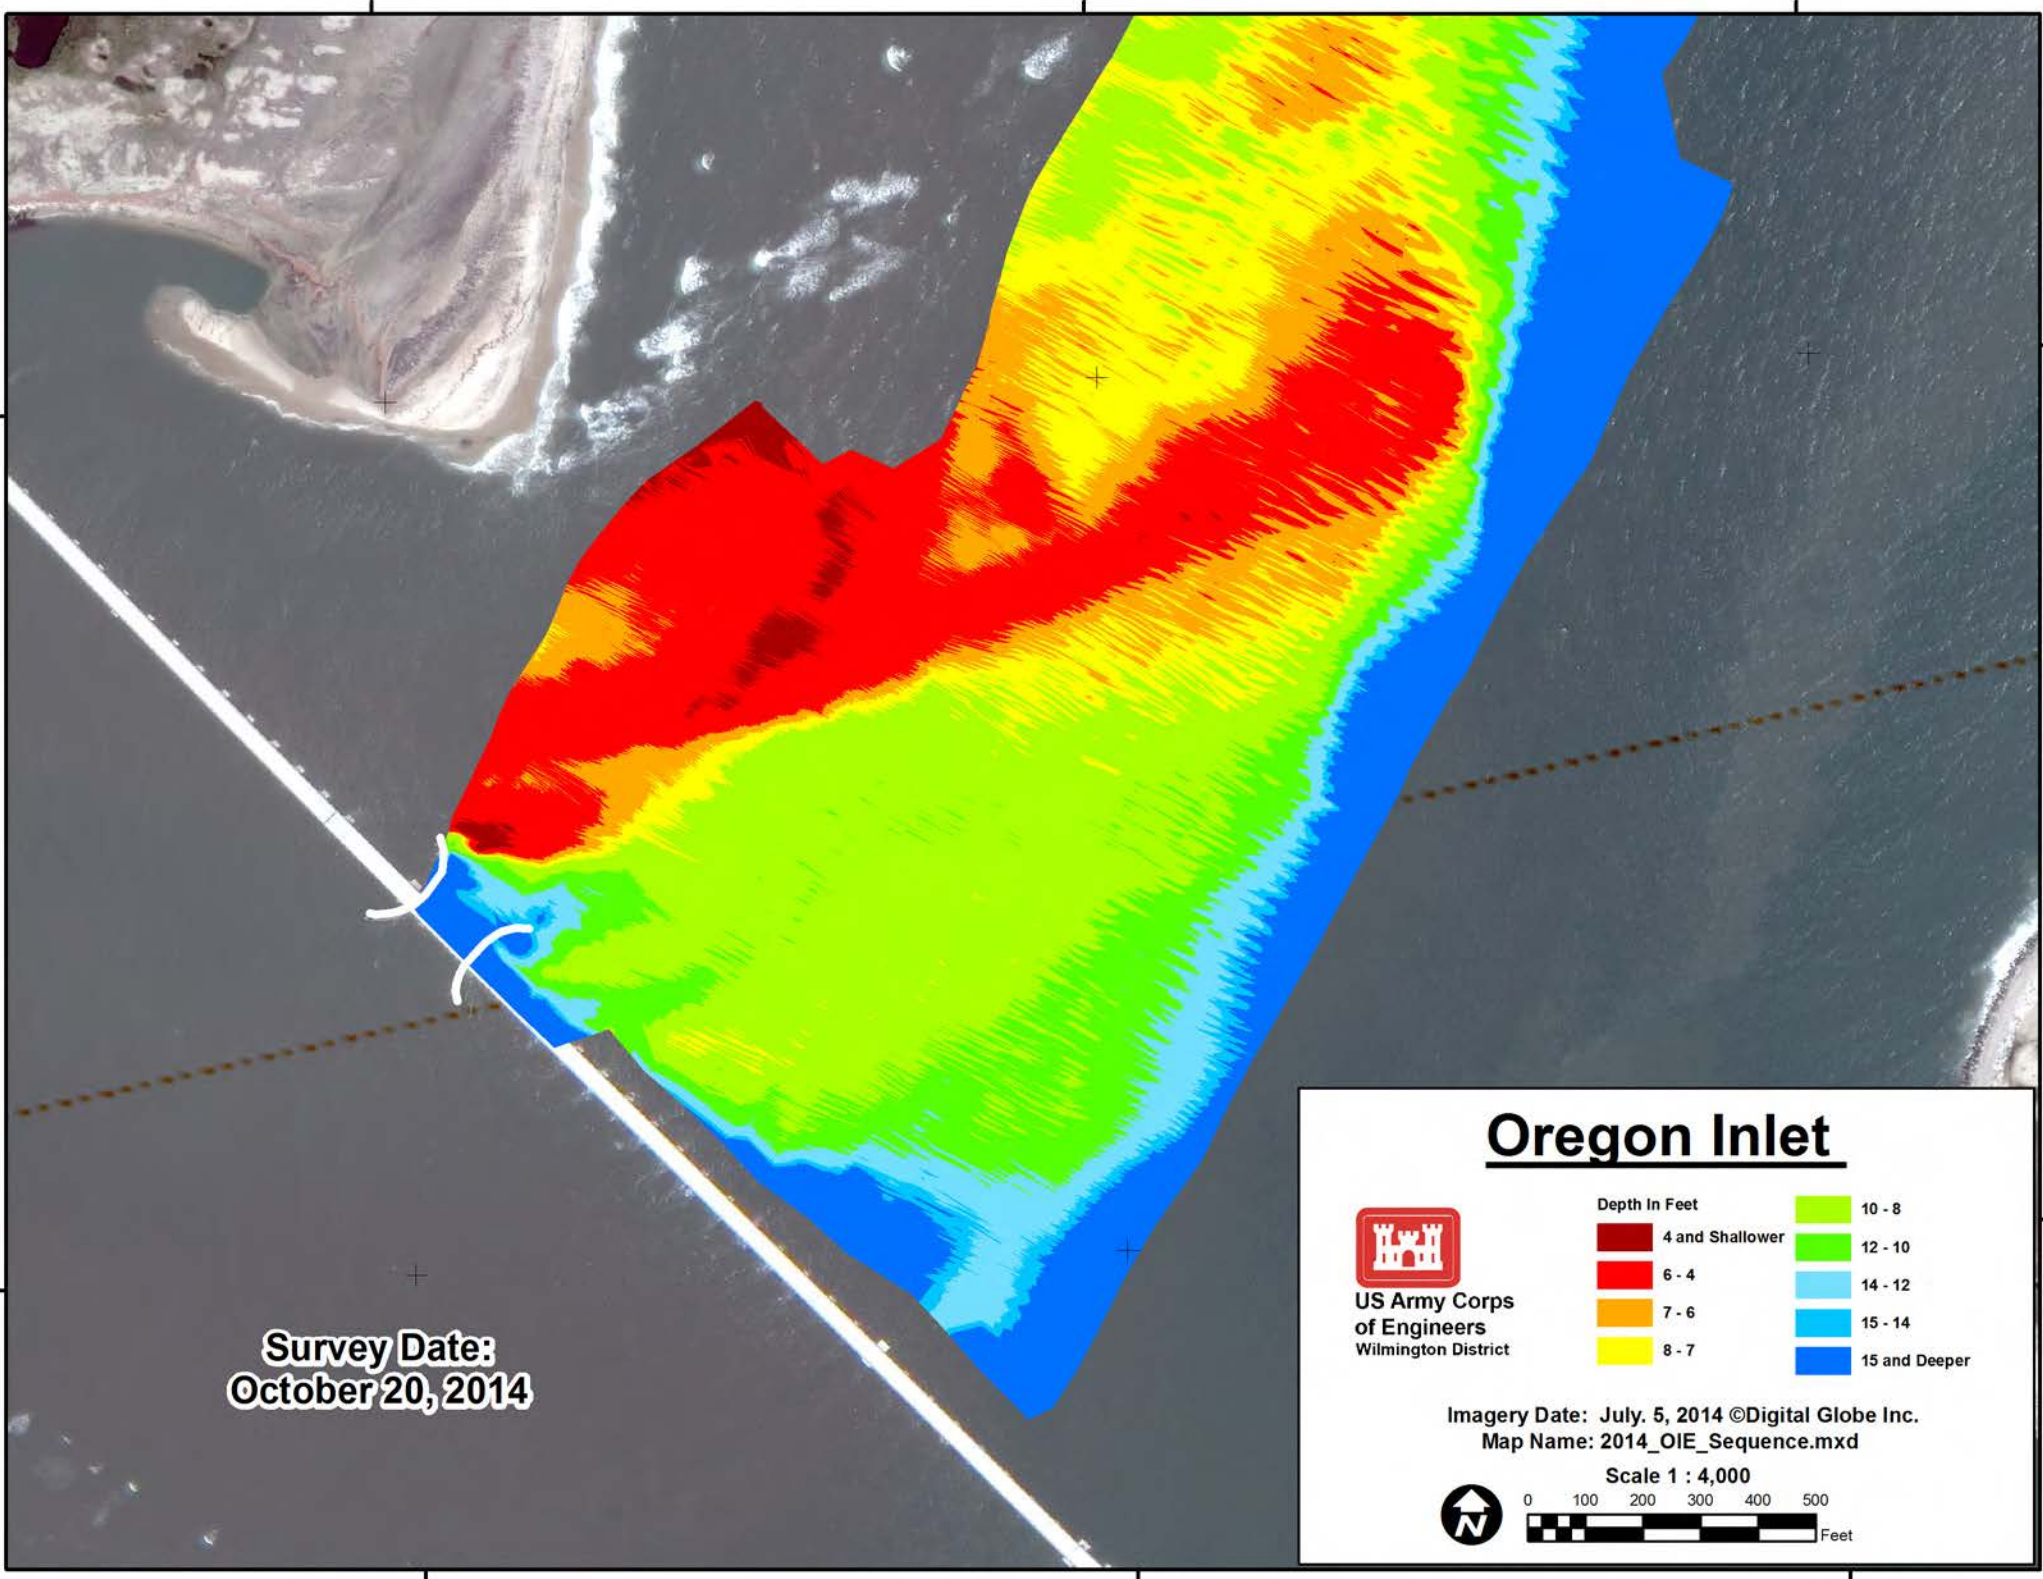 Survey Date:
October 20, 2014
Oregon Inlet
US Army Corps
of Engineers
Wilmington District
Depth In Feet
4 and Shallower
6 - 4
7 - 6
8 - 7
10 - 8
12 - 10
14 - 12
15 - 14
15 and Deeper
Imagery Date: July. 5, 2014 ©Digital Globe Inc.
Map Name: 2014_OIE_Sequence.mxd
Scale 1 : 4,000
0 100 200 300 400 500
Feet
N